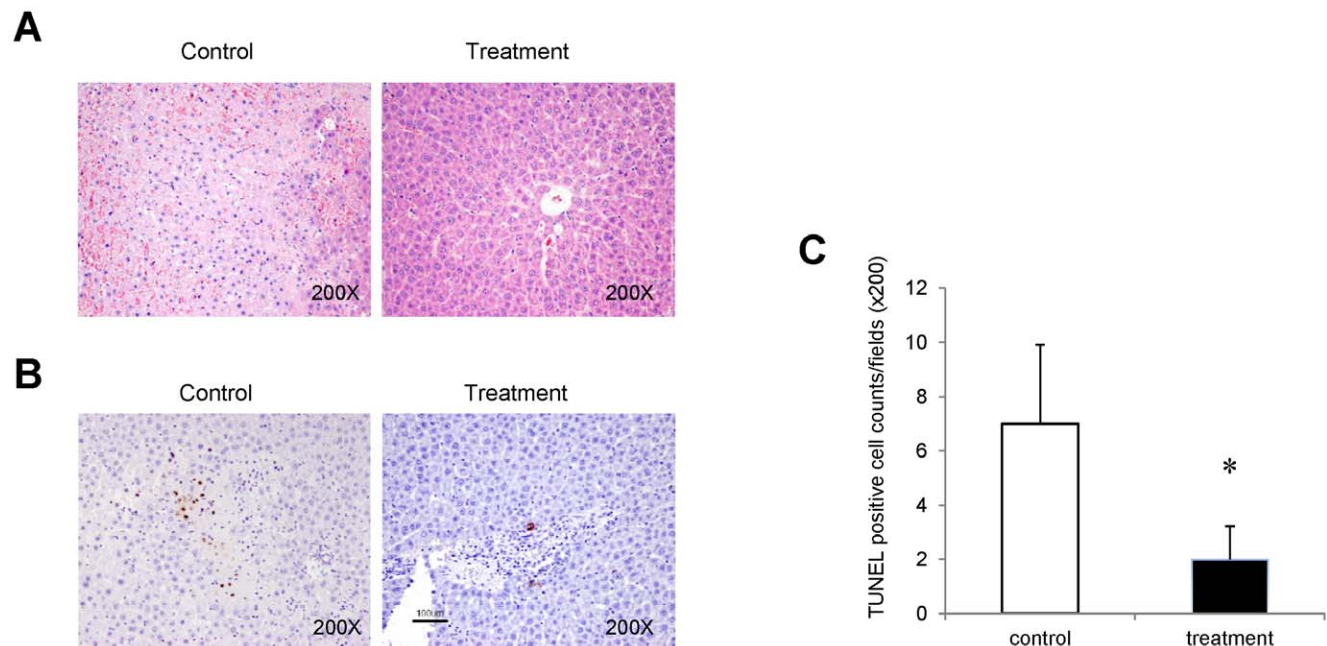 A
Control Treatment
200X 200X
B
Control Treatment
100um
200X 200X
C
TUNEL positive cell counts/fields (x200)
12
10
8
6
4
2
0
*
control treatment